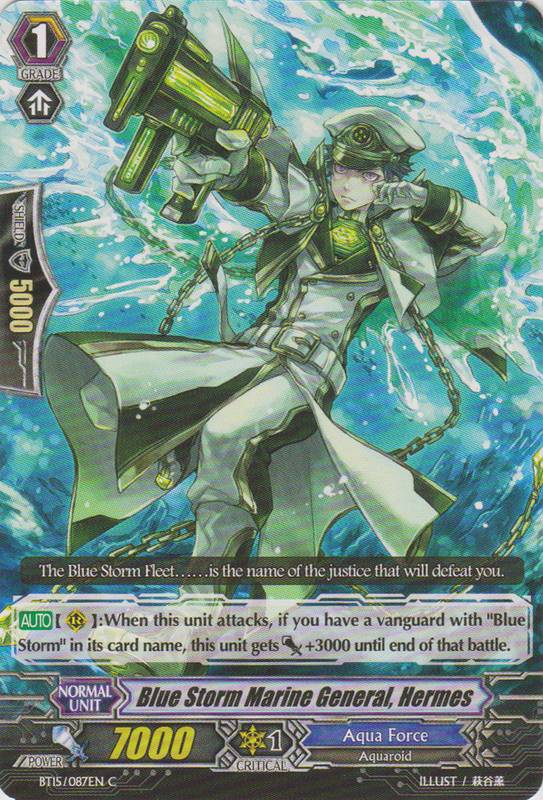 1
GRADE
SHIELD
5000
The Blue Storm Fleet......is the name of the justice that will defeat you.
AUTO [ R ]:When this unit attacks, if you have a vanguard with "Blue
Storm" in its card name, this unit gets +3000 until end of that battle.
NORMAL
UNIT
Blue Storm Marine General, Hermes
POWER
7000
1
CRITICAL
Aqua Force
Aquaroid
BT15/087EN C
ILLUST / 萩谷薫